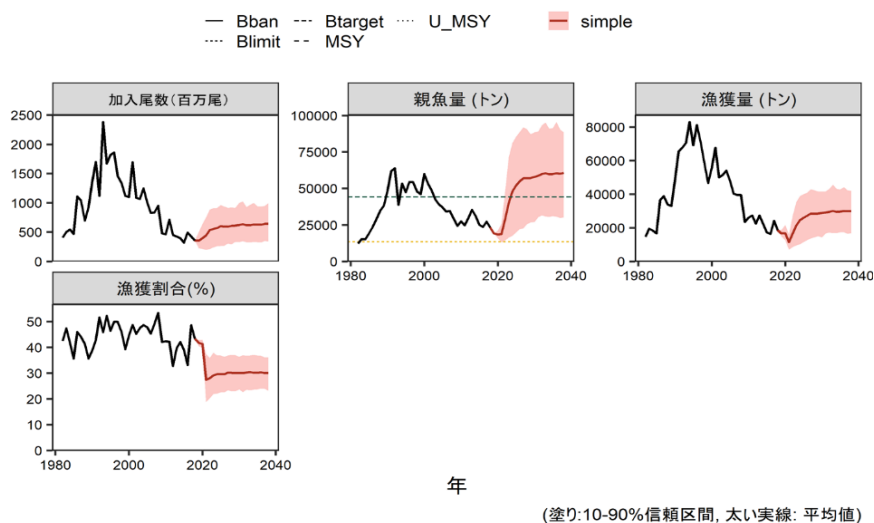 Bban Btarget U_MSY simple
Blimit MSY
加入尾数(百万尾) 親魚量 (トン) 漁獲量 (トン)
2500
2000
1500
1000
500
0
100000
75000
50000
25000
0
1980 2000 2020 2040
80000
60000
40000
20000
0
1980 2000 2020 2040
漁獲割合(%)
50
40
30
20
10
0
1980 2000 2020 2040
年
(塗り:10-90%信頼区間, 太い実線: 平均値)